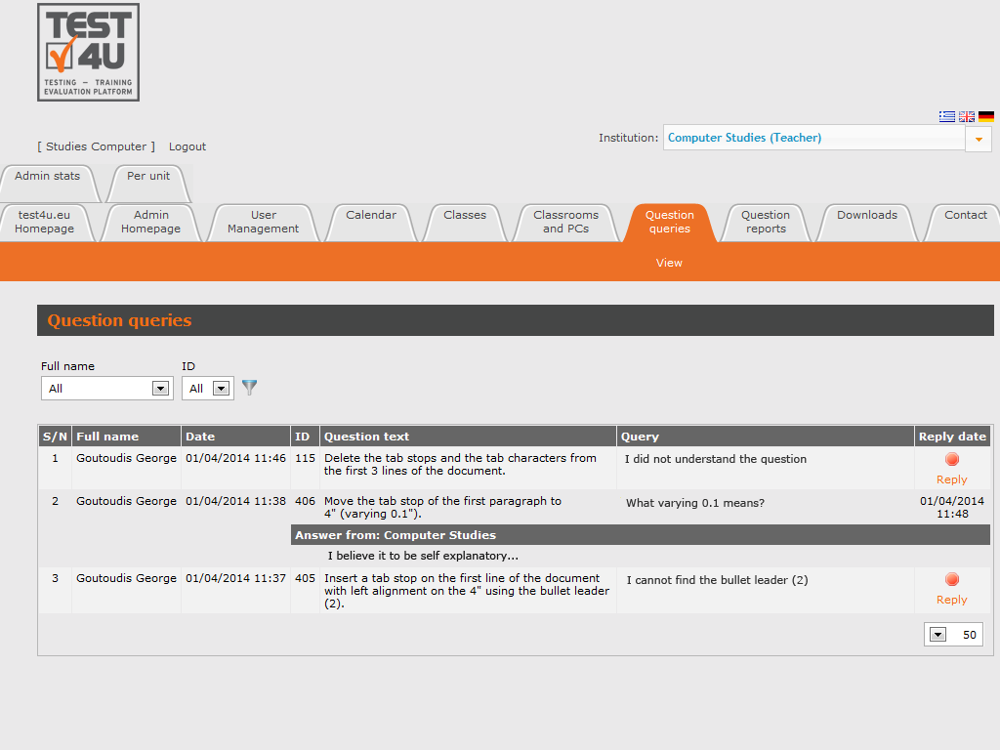 TEST
4U
TESTING – TRAINING
EVALUATION PLATFORM
[ Studies Computer ] Logout
Institution: Computer Studies (Teacher)
Admin stats Per unit
test4u.eu Homepage Admin Homepage User Management Calendar Classes Classrooms and PCs Question queries Question reports Downloads Contact
View
Question queries
Full name ID
All All
S/N Full name Date ID Question text Query Reply date
1 Goutoudis George 01/04/2014 11:46 115 Delete the tab stops and the tab characters from I did not understand the question
the first 3 lines of the document.
Reply
2 Goutoudis George 01/04/2014 11:38 406 Move the tab stop of the first paragraph to What varying 0.1 means? 01/04/2014
4" (varying 0.1"). 11:48
Answer from: Computer Studies
I believe it to be self explanatory...
3 Goutoudis George 01/04/2014 11:37 405 Insert a tab stop on the first line of the document I cannot find the bullet leader (2)
with left alignment on the 4" using the bullet leader
(2).
Reply
50